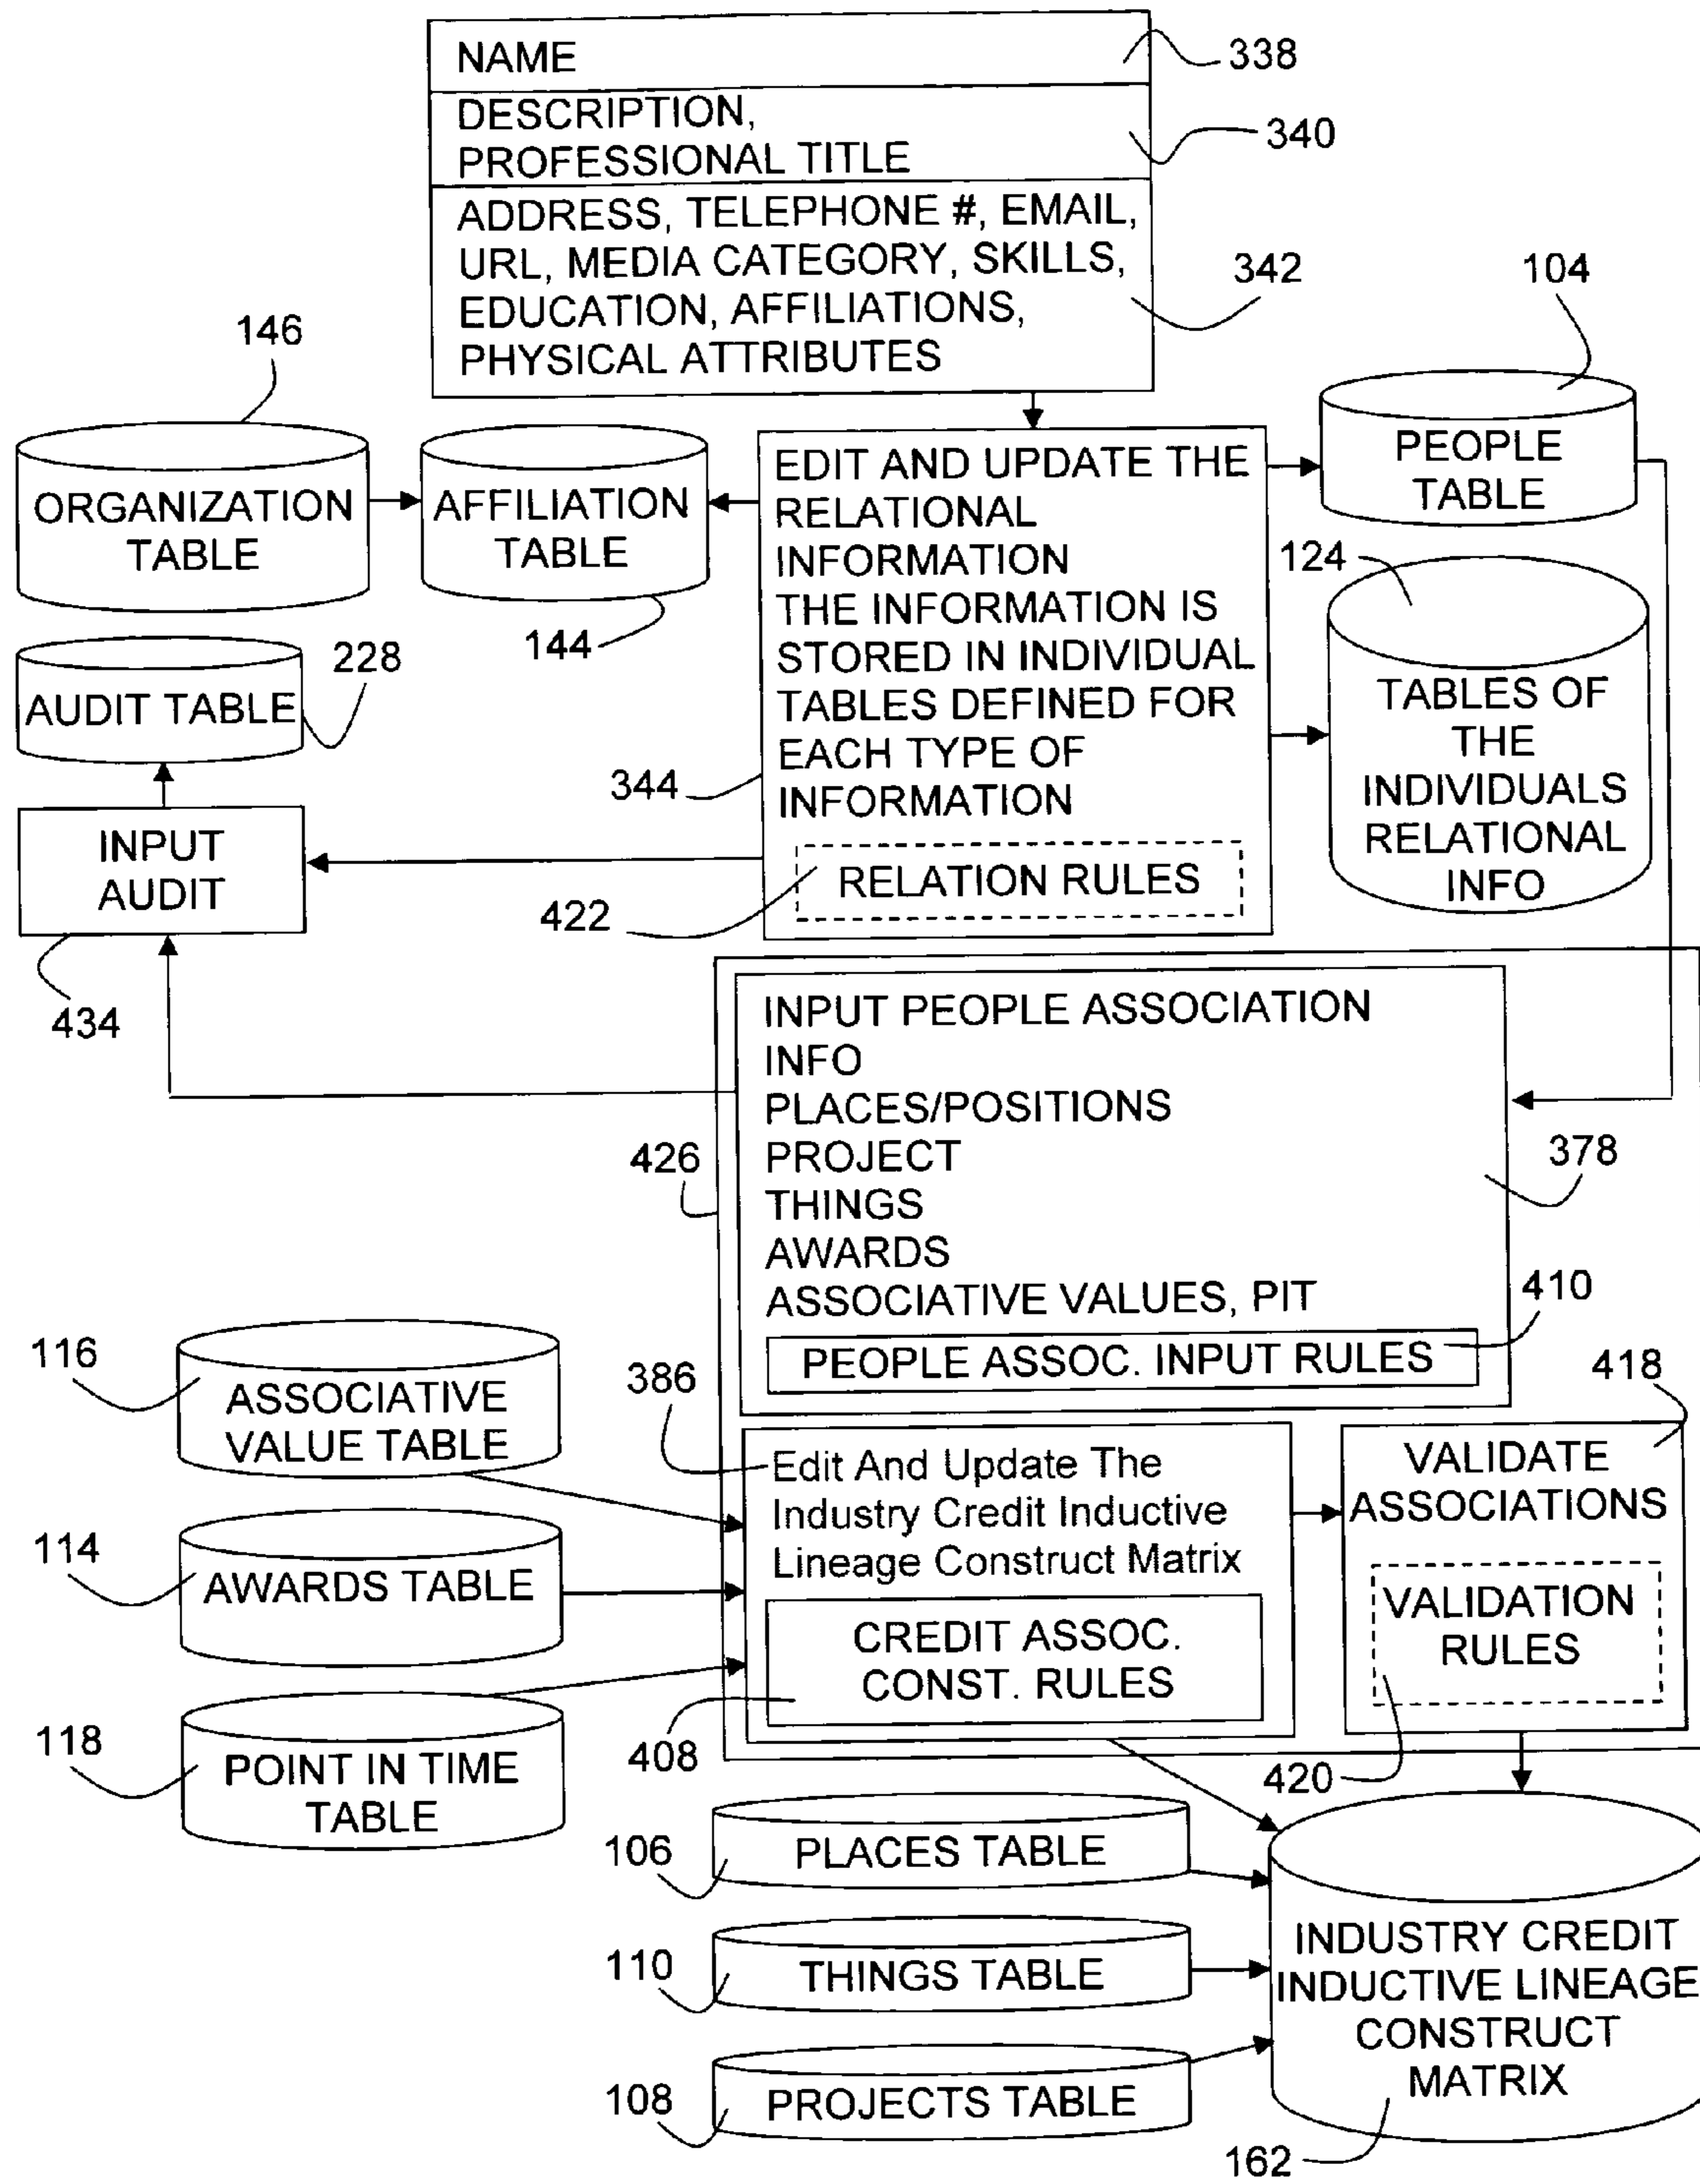 NAME
338
DESCRIPTION,
PROFESSIONAL TITLE
340
ADDRESS, TELEPHONE #, EMAIL,
URL, MEDIA CATEGORY, SKILLS,
EDUCATION, AFFILIATIONS,
PHYSICAL ATTRIBUTES
342
104
146
PEOPLE
TABLE
ORGANIZATION
TABLE
AFFILIATION
TABLE
144
EDIT AND UPDATE THE
RELATIONAL
INFORMATION
THE INFORMATION IS
STORED IN INDIVIDUAL
TABLES DEFINED FOR
EACH TYPE OF
INFORMATION
344
RELATION RULES
422
124
TABLES OF
THE
INDIVIDUALS
RELATIONAL
INFO
AUDIT TABLE
228
INPUT
AUDIT
434
INPUT PEOPLE ASSOCIATION
INFO
PLACES/POSITIONS
PROJECT
THINGS
AWARDS
ASSOCIATIVE VALUES, PIT
426
378
410
PEOPLE ASSOC. INPUT RULES
116
ASSOCIATIVE
VALUE TABLE
386
Edit And Update The
Industry Credit Inductive
Lineage Construct Matrix
418
VALIDATE
ASSOCIATIONS
114
AWARDS TABLE
CREDIT ASSOC.
CONST. RULES
408
VALIDATION
RULES
420
118
POINT IN TIME
TABLE
106
PLACES TABLE
110
THINGS TABLE
108
PROJECTS TABLE
INDUSTRY CREDIT
INDUCTIVE LINEAGE
CONSTRUCT
MATRIX
162